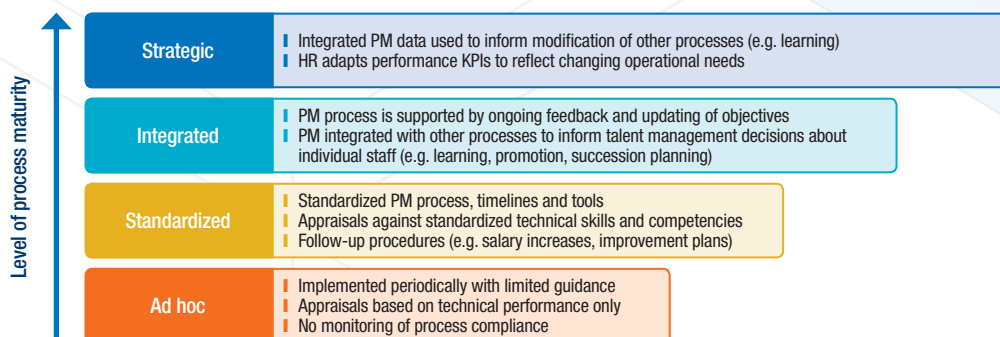 Level of process maturity
Strategic
Integrated PM data used to inform modification of other processes (e.g. learning)
HR adapts performance KPIs to reflect changing operational needs
Integrated
PM process is supported by ongoing feedback and updating of objectives
PM integrated with other processes to inform talent management decisions about
individual staff (e.g. learning, promotion, succession planning)
Standardized
Standardized PM process, timelines and tools
Appraisals against standardized technical skills and competencies
Follow-up procedures (e.g. salary increases, improvement plans)
Ad hoc
Implemented periodically with limited guidance
Appraisals based on technical performance only
No monitoring of process compliance